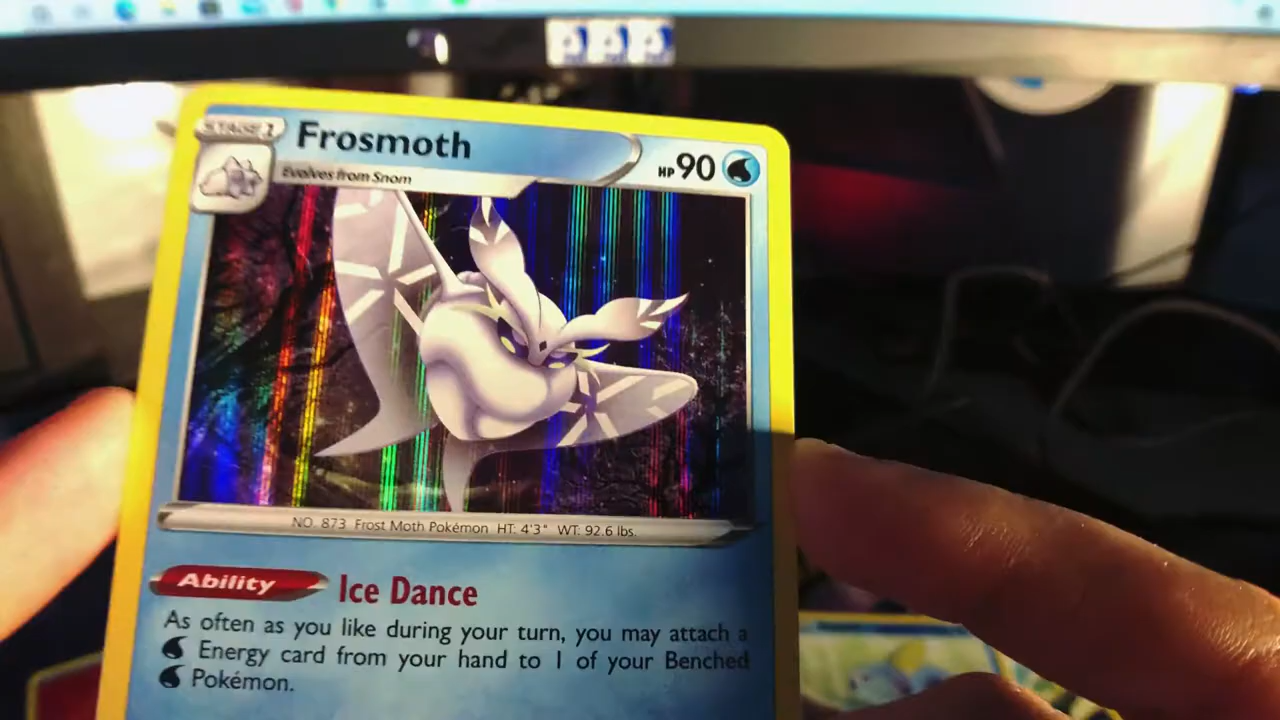 STAGE 1
Frosmoth
HP 90
Evolves from Snom
NO. 873 Frost Moth Pokémon HT: 4'3" WT: 92.6 lbs.
Ability Ice Dance
As often as you like during your turn, you may attach a
Energy card from your hand to 1 of your Benched
Pokémon.